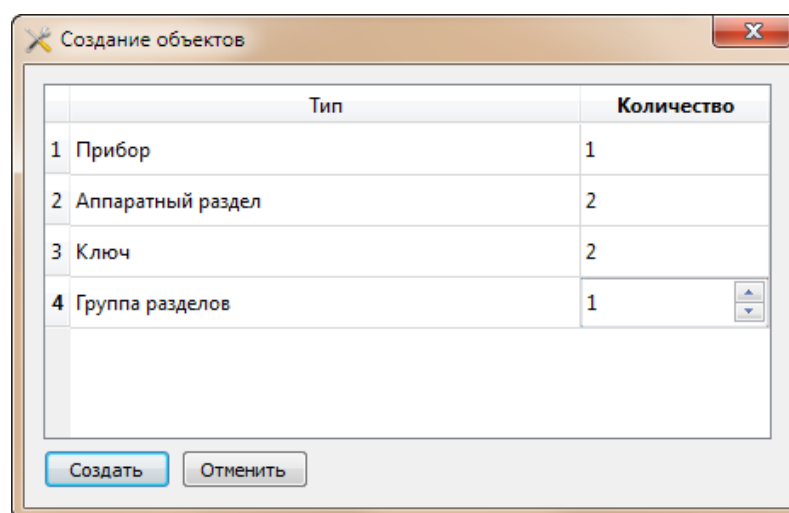 Создание объектов
Тип Количество
1 Прибор 1
2 Аппаратный раздел 2
3 Ключ 2
4 Группа разделов 1
Создать Отменить